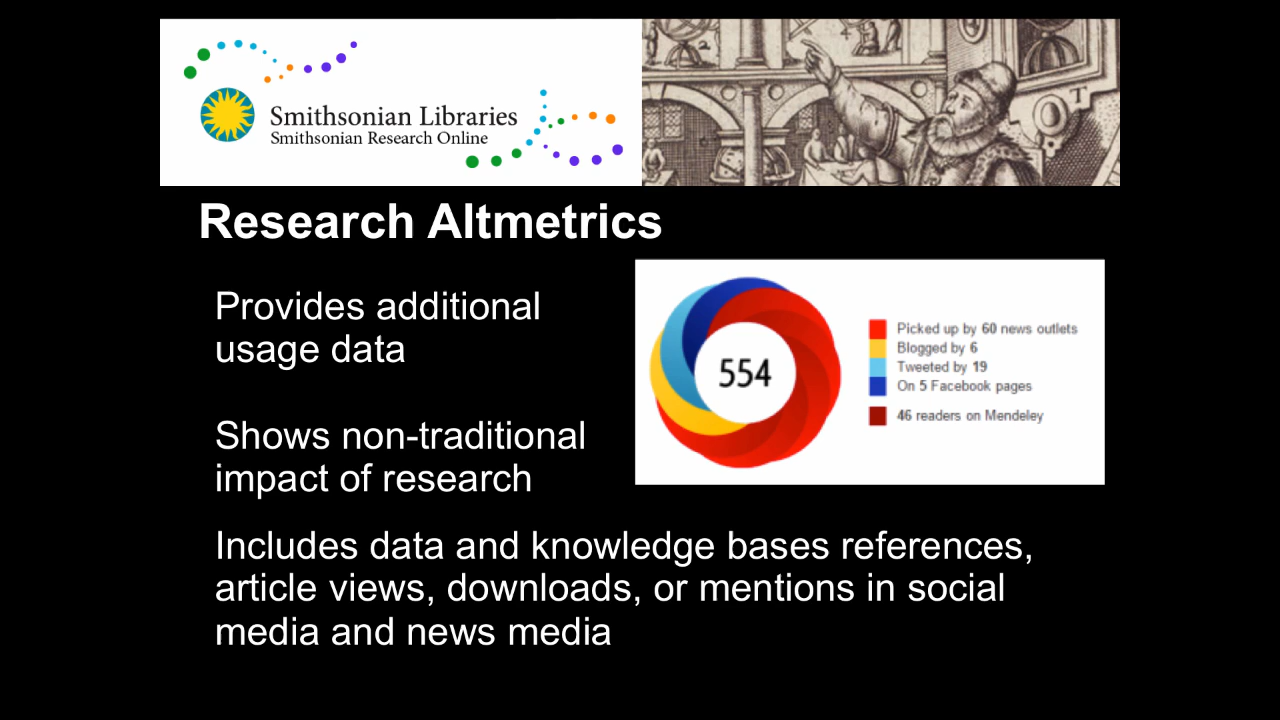 Smithsonian Libraries
Smithsonian Research Online
Research Altmetrics
Provides additional
usage data
Shows non-traditional
impact of research
554
Picked up by 60 news outlets
Blogged by 6
Tweeted by 19
On 5 Facebook pages
46 readers on Mendeley
Includes data and knowledge bases references,
article views, downloads, or mentions in social
media and news media